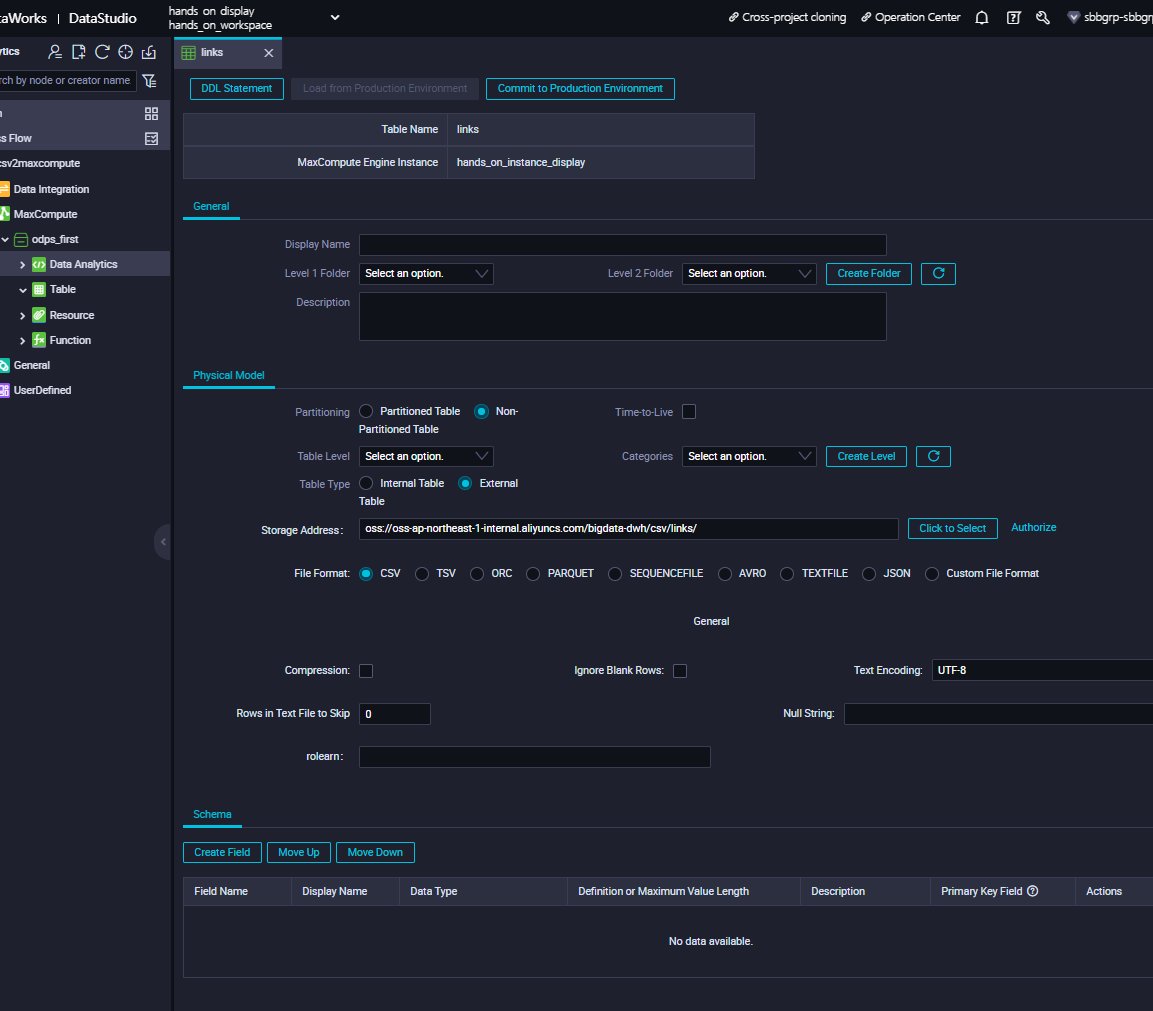 aWorks | DataStudio
hands_on_display
hands_on_workspace
Cross-project cloning
Operation Center
sbbgrp-sbbgrp
ytics
rch by node or creator name.
s Flow
csv2maxcompute
Data Integration
MaxCompute
odps_first
Data Analytics
Table
Resource
Function
General
UserDefined
links
DDL Statement
Load from Production Environment
Commit to Production Environment
Table Name links
MaxCompute Engine Instance hands_on_instance_display
General
Display Name
Level 1 Folder Select an option. Level 2 Folder Select an option. Create Folder
Description
Physical Model
Partitioning Partitioned Table Non-
Partitioned Table
Time-to-Live
Table Level Select an option. Categories Select an option. Create Level
Table Type Internal Table External
Table
Storage Address: oss://oss-ap-northeast-1-internal.aliyuncs.com/bigdata-dwh/csv/links/ Click to Select Authorize
File Format: CSV TSV ORC PARQUET SEQUENCEFILE AVRO TEXTFILE JSON Custom File Format
General
Compression: Ignore Blank Rows: Text Encoding: UTF-8
Rows in Text File to Skip 0 Null String:
rolearn:
Schema
Create Field Move Up Move Down
Field Name Display Name Data Type Definition or Maximum Value Length Description Primary Key Field Actions
No data available.